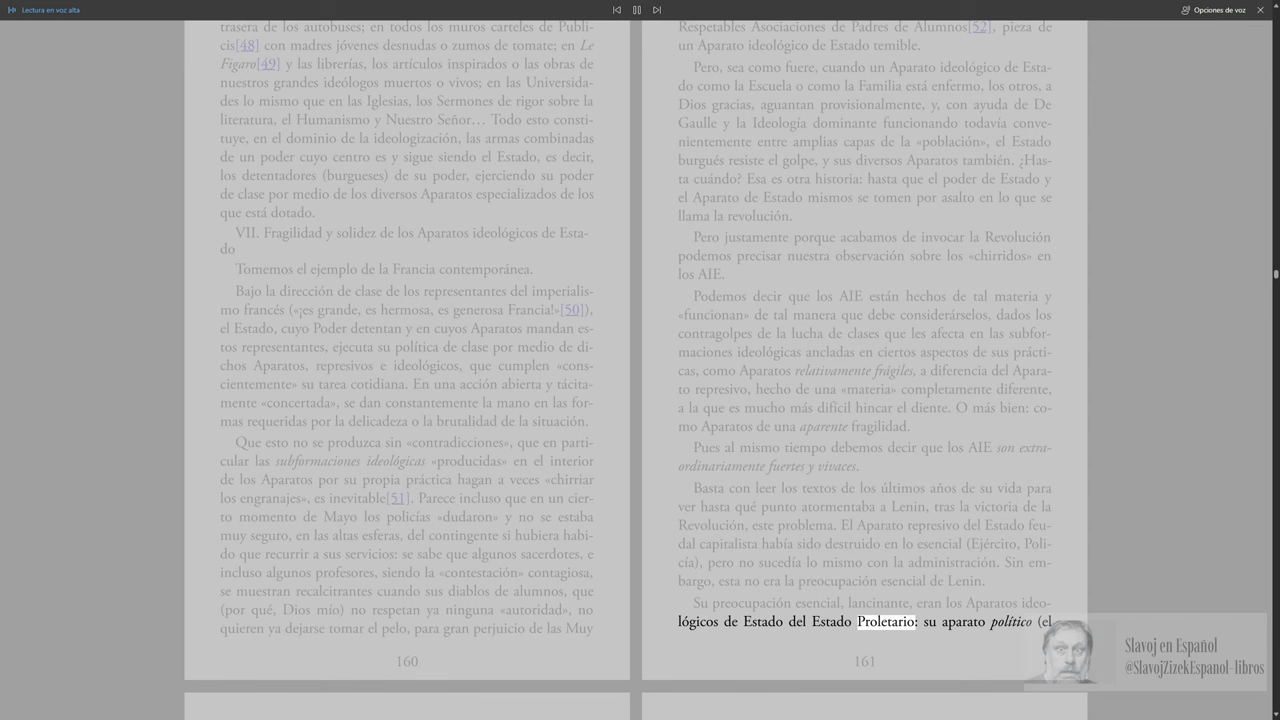 Lectura en voz alta
Opciones de voz
trasera de los autobuses; en todos los muros carteles de Publi-
cis[48] con madres jóvenes desnudas o zumos de tomate; en Le
Figaro[49] y las librerías, los artículos inspirados o las obras de
nuestros grandes ideólogos muertos o vivos; en las Universida-
des lo mismo que en las Iglesias, los Sermones de rigor sobre la
literatura, el Humanismo y Nuestro Señor… Todo esto consti-
tuye, en el dominio de la ideologización, las armas combinadas
de un poder cuyo centro es y sigue siendo el Estado, es decir,
los detentadores (burgueses) de su poder, ejerciendo su poder
de clase por medio de los diversos Aparatos especializados de los
que está dotado.
VII. Fragilidad y solidez de los Aparatos ideológicos de Esta-
do
Tomemos el ejemplo de la Francia contemporánea.
Bajo la dirección de clase de los representantes del imperialis-
mo francés («¡es grande, es hermosa, es generosa Francia!»[50]),
el Estado, cuyo Poder detentan y en cuyos Aparatos mandan es-
tos representantes, ejecuta su política de clase por medio de di-
chos Aparatos, represivos e ideológicos, que cumplen «cons-
cientemente» su tarea cotidiana. En una acción abierta y tácita-
mente «concertada», se dan constantemente la mano en las for-
mas requeridas por la delicadeza o la brutalidad de la situación.
Que esto no se produzca sin «contradicciones», que en parti-
cular las subformaciones ideológicas «producidas» en el interior
de los Aparatos por su propia práctica hagan a veces «chirriar
los engranajes», es inevitable[51]. Parece incluso que en un cier-
to momento de Mayo los policías «dudaron» y no se estaba
muy seguro, en las altas esferas, del contingente si hubiera habi-
do que recurrir a sus servicios: se sabe que algunos sacerdotes, e
incluso algunos profesores, siendo la «contestación» contagiosa,
se muestran recalcitrantes cuando sus diablos de alumnos, que
(por qué, Dios mío) no respetan ya ninguna «autoridad», no
quieren ya dejarse tomar el pelo, para gran perjuicio de las Muy
160
Respetables Asociaciones de Padres de Alumnos[52], pieza de
un Aparato ideológico de Estado temible.
Pero, sea como fuere, cuando un Aparato ideológico de Esta-
do como la Escuela o como la Familia está enfermo, los otros, a
Dios gracias, aguantan provisionalmente, y, con ayuda de De
Gaulle y la Ideología dominante funcionando todavía conve-
nientemente entre amplias capas de la «población», el Estado
burgués resiste el golpe, y sus diversos Aparatos también. ¿Has-
ta cuándo? Esa es otra historia: hasta que el poder de Estado y
el Aparato de Estado mismos se tomen por asalto en lo que se
llama la revolución.
Pero justamente porque acabamos de invocar la Revolución
podemos precisar nuestra observación sobre los «chirridos» en
los AIE.
Podemos decir que los AIE están hechos de tal materia y
«funcionan» de tal manera que debe considerárselos, dados los
contragolpes de la lucha de clases que les afecta en las subfor-
maciones ideológicas ancladas en ciertos aspectos de sus prácti-
cas, como Aparatos relativamente frágiles, a diferencia del Apara-
to represivo, hecho de una «materia» completamente diferente,
a la que es mucho más difícil hincar el diente. O más bien: co-
mo Aparatos de una aparente fragilidad.
Pues al mismo tiempo debemos decir que los AIE son extra-
ordinariamente fuertes y vivaces.
Basta con leer los textos de los últimos años de su vida para
ver hasta qué punto atormentaba a Lenin, tras la victoria de la
Revolución, este problema. El Aparato represivo del Estado feu-
dal capitalista había sido destruido en lo esencial (Ejército, Poli-
cía), pero no sucedía lo mismo con la administración. Sin em-
bargo, esta no era la preocupación esencial de Lenin.
Su preocupación esencial, lancinante, eran los Aparatos ideo-
lógicos de Estado del Estado Proletario: su aparato político (el
161
Slavoj en Español
@SlavojZizekEspanol-libros